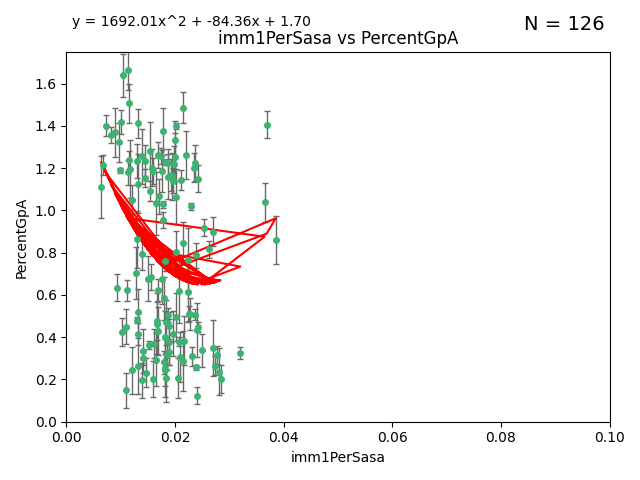 y = 1692.01x^2 + -84.36x + 1.70
N = 126
imm1PerSasa vs PercentGpA
PercentGpA
1.6
1.4
1.2
1.0
0.8
0.6
0.4
0.2
0.0
0.00 0.02 0.04 0.06 0.08 0.10
imm1PerSasa